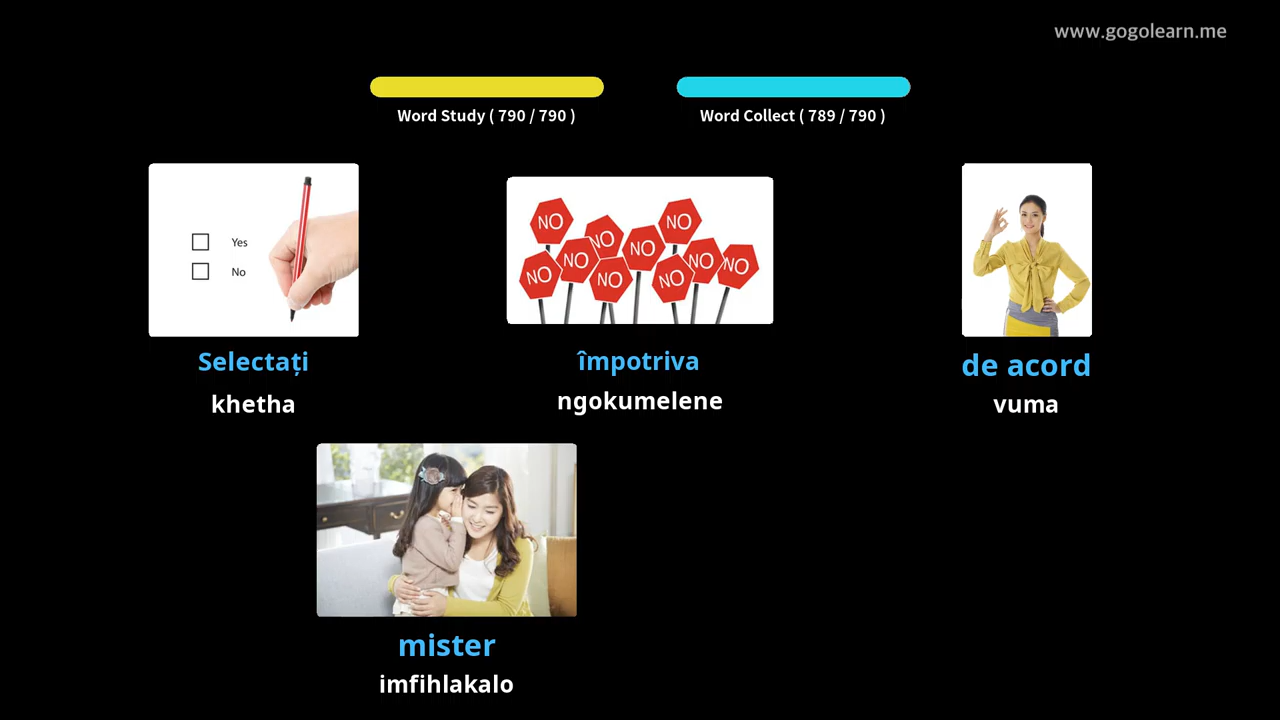 www.gogolearn.me
Word Study ( 790 / 790 )
Word Collect ( 789 / 790 )
Yes
No
NO
NO
NO
NO
NO
NO
NO
NO
NO
NO
Selectați
khetha
împotriva
ngokumelene
de acord
vuma
mister
imfihlakalo